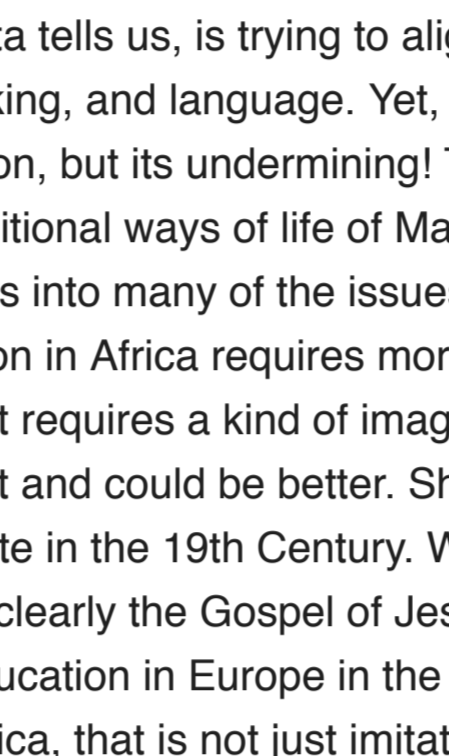 a tells us, is trying to ali
king, and language. Yet,
on, but its undermining!
itional ways of life of Ma
s into many of the issue
on in Africa requires mor
t requires a kind of imag
t and could be better. Sh
te in the 19th Century. W
clearly the Gospel of Jes
ucation in Europe in the
ica, that is not just imitat